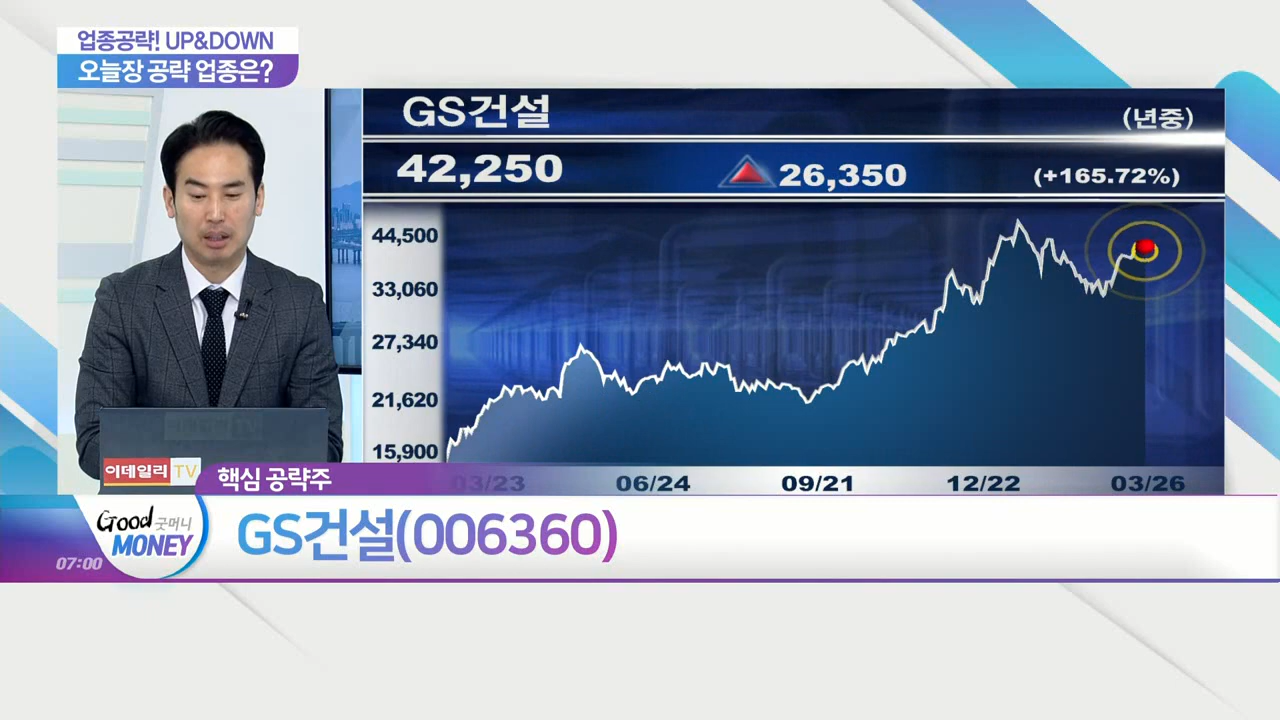 업종공략! UP&DOWN
오늘장 공략 업종은?
GS건설
(년중)
42,250
26,350
(+165.72%)
44,500
33,060
27,340
21,620
15,900
03/23
06/24
09/21
12/22
03/26
이데일리 TV
핵심 공략주
Good 굿머니
MONEY
GS건설(006360)
07:00